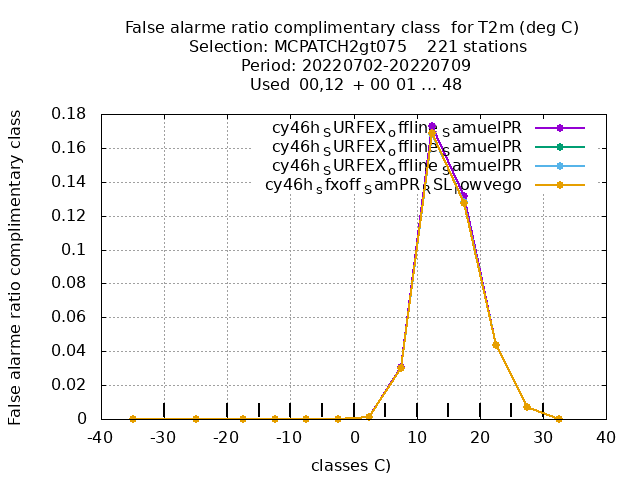 False alarme ratio complimentary class  for T2m (deg C)
Selection: MCPATCH2gt075    221 stations
Period: 20220702-20220709
Used  00,12  + 00 01 ... 48
False alarme ratio complimentary class
0.18
0.16
0.14
0.12
0.1
0.08
0.06
0.04
0.02
0
cy46h_SURFEX_offline_SamuelPR
cy46h_SURFEX_offline_SamuelPR
cy46h_SURFEX_offline_SamuelPR
cy46h_sfxoff_SamPR_RSL_lowvego
-40 -30 -20 -10 0 10 20 30 40
classes C)